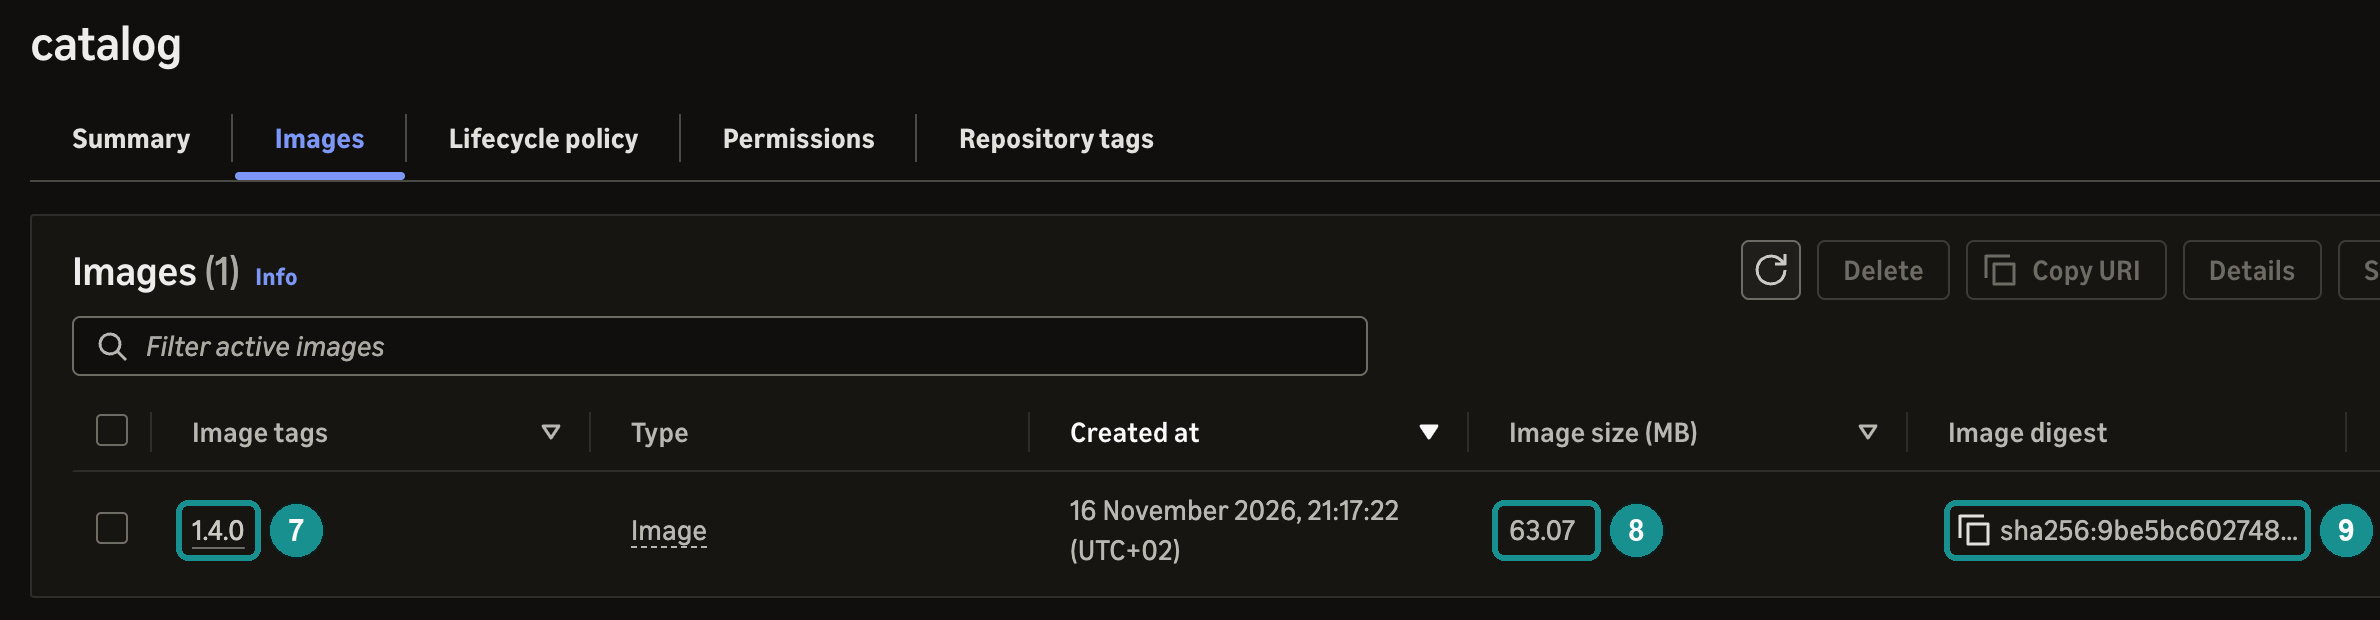 catalog
Summary Images Lifecycle policy Permissions Repository tags
Images (1) Info Delete Copy URI Details
Filter active images
Image tags Type Created at Image size (MB) Image digest
1.4.0 7 Image 16 November 2026, 21:17:22 63.07 8 sha256:9be5bc602748... 9
(UTC+02)